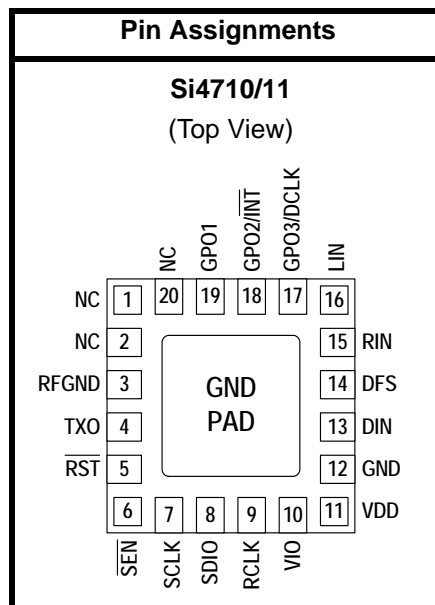 Pin Assignments
Si4710/11
(Top View)
NC
GPO1
GPO2/INT
GPO3/DCLK
LIN
20
19
18
17
16
NC 1
NC 2
RFGND 3
TXO 4
RST 5
GND
PAD
15 RIN
14 DFS
13 DIN
12 GND
11 VDD
6
7
8
9
10
SEN
SCLK
SDIO
RCLK
VIO